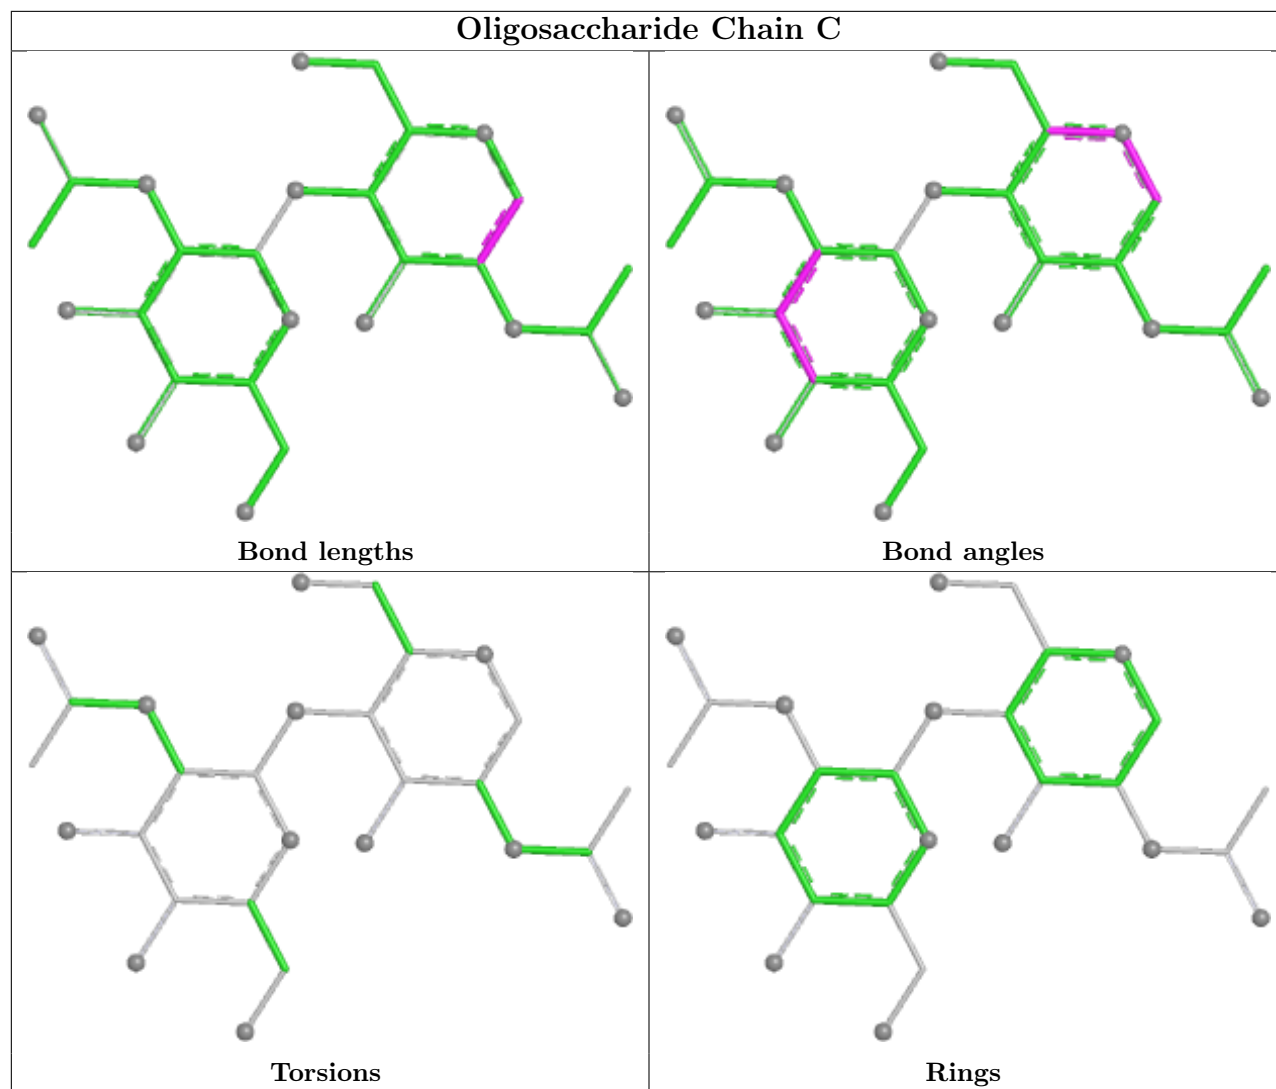 Oligosaccharide Chain C
Bond lengths
Bond angles
Torsions
Rings